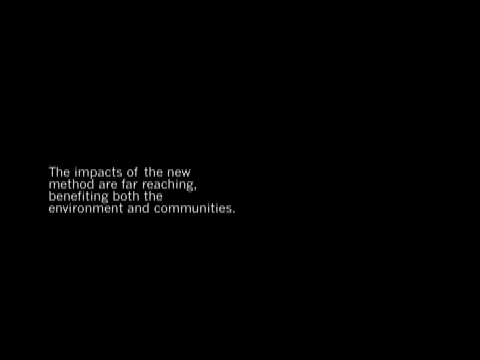 The impacts of the new
method are far reaching,
benefiting both the
environment and communities.